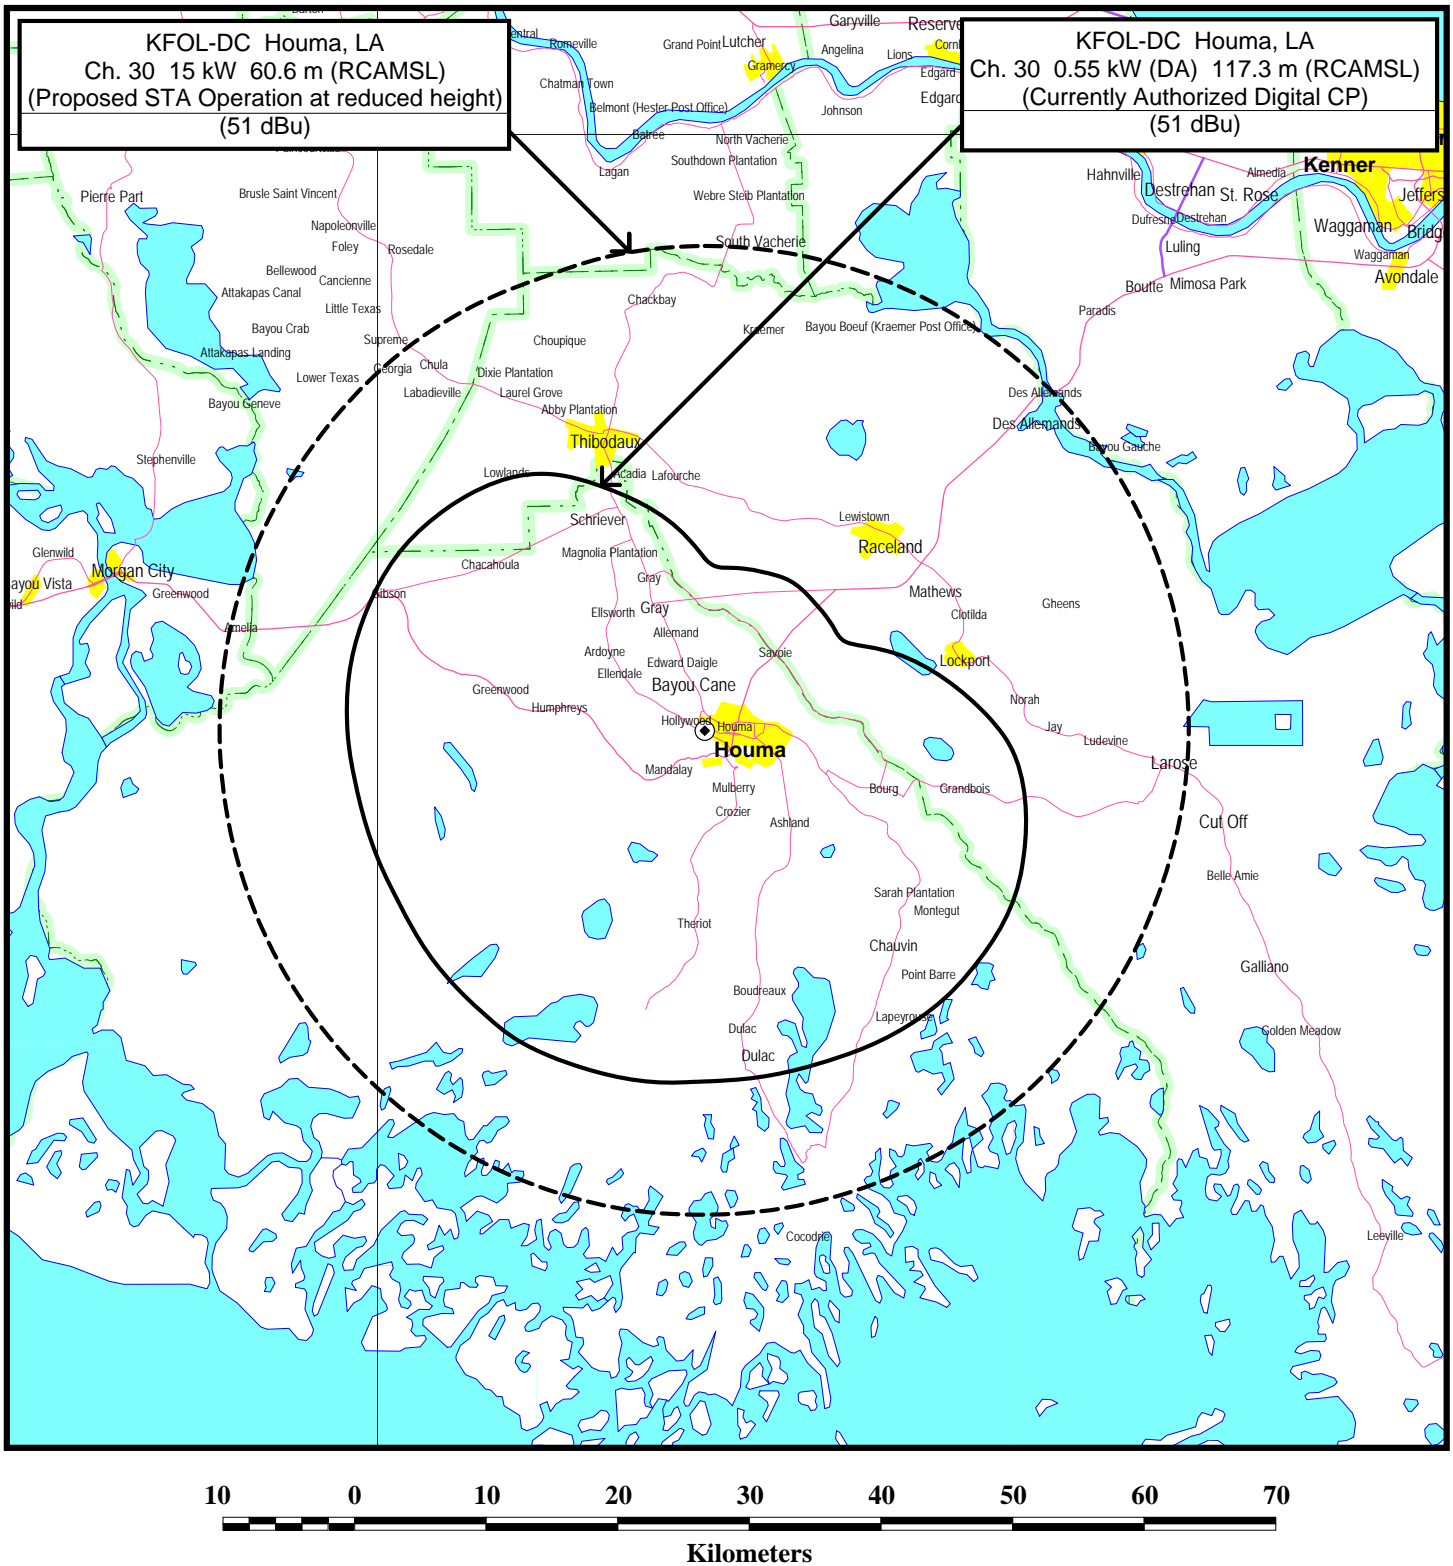 KFOL-DC Houma, LA
Ch. 30 15 kW 60.6 m (RCAMSL)
(Proposed STA Operation at reduced height)
(51 dBu)
KFOL-DC Houma, LA
Ch. 30 0.55 kW (DA) 117.3 m (RCAMSL)
(Currently Authorized Digital CP)
(51 dBu)
Romeville
Grand Point
Lutcher
Garyville
Reserve
Angelina
Lions
Gramercy
Edgard
Edgard
Chatman Town
Belmont (Hester Post Office)
Johnson
Batree
North Vacherie
Southdown Plantation
Lagan
Webre Steib Plantation
South Vacherie
Kenner
Hahnville
Almedia
Destrehan
St. Rose
Jeffers
Dufresne
Destrehan
Waggaman
Bridg
Luling
Waggaman
Avondale
Boutte
Mimosa Park
Paradis
Pierre Part
Brusle Saint Vincent
Napoleonville
Foley
Rosedale
Bellewood
Cancienne
Attakapas Canal
Little Texas
Bayou Crab
Supreme
Attakapas Landing
Georgia
Chula
Lower Texas
Labadieville
Bayou Geneve
Chackbay
Kraemer
Bayou Boeuf (Kraemer Post Office)
Choupique
Dixie Plantation
Laurel Grove
Abby Plantation
Thibodaux
Des Allemands
Des Allemands
Bayou Gauche
Stephenville
Lowlands
Acadia
Lafourche
Schriever
Lewistown
Raceland
Magnolia Plantation
Chacahoula
Gray
Glenwild
ayou Vista
Morgan City
ild
Greenwood
Gibson
Amelia
Mathews
Gheens
Clotilda
Ellsworth
Gray
Allemand
Ardoyne
Edward Daigle
Savoie
Lockport
Ellendale
Bayou Cane
Greenwood
Humphreys
Norah
Hollywood
Houma
Jay
Ludevine
Houma
Larose
Mandalay
Mulberry
Bourg
Grandbois
Crozier
Ashland
Cut Off
Belle Amie
Sarah Plantation
Montegut
Theriot
Chauvin
Galliano
Point Barre
Boudreaux
Lapeyrouse
Dulac
Golden Meadow
Dulac
Cocodrie
Leeville
10 0 10 20 30 40 50 60 70
Kilometers